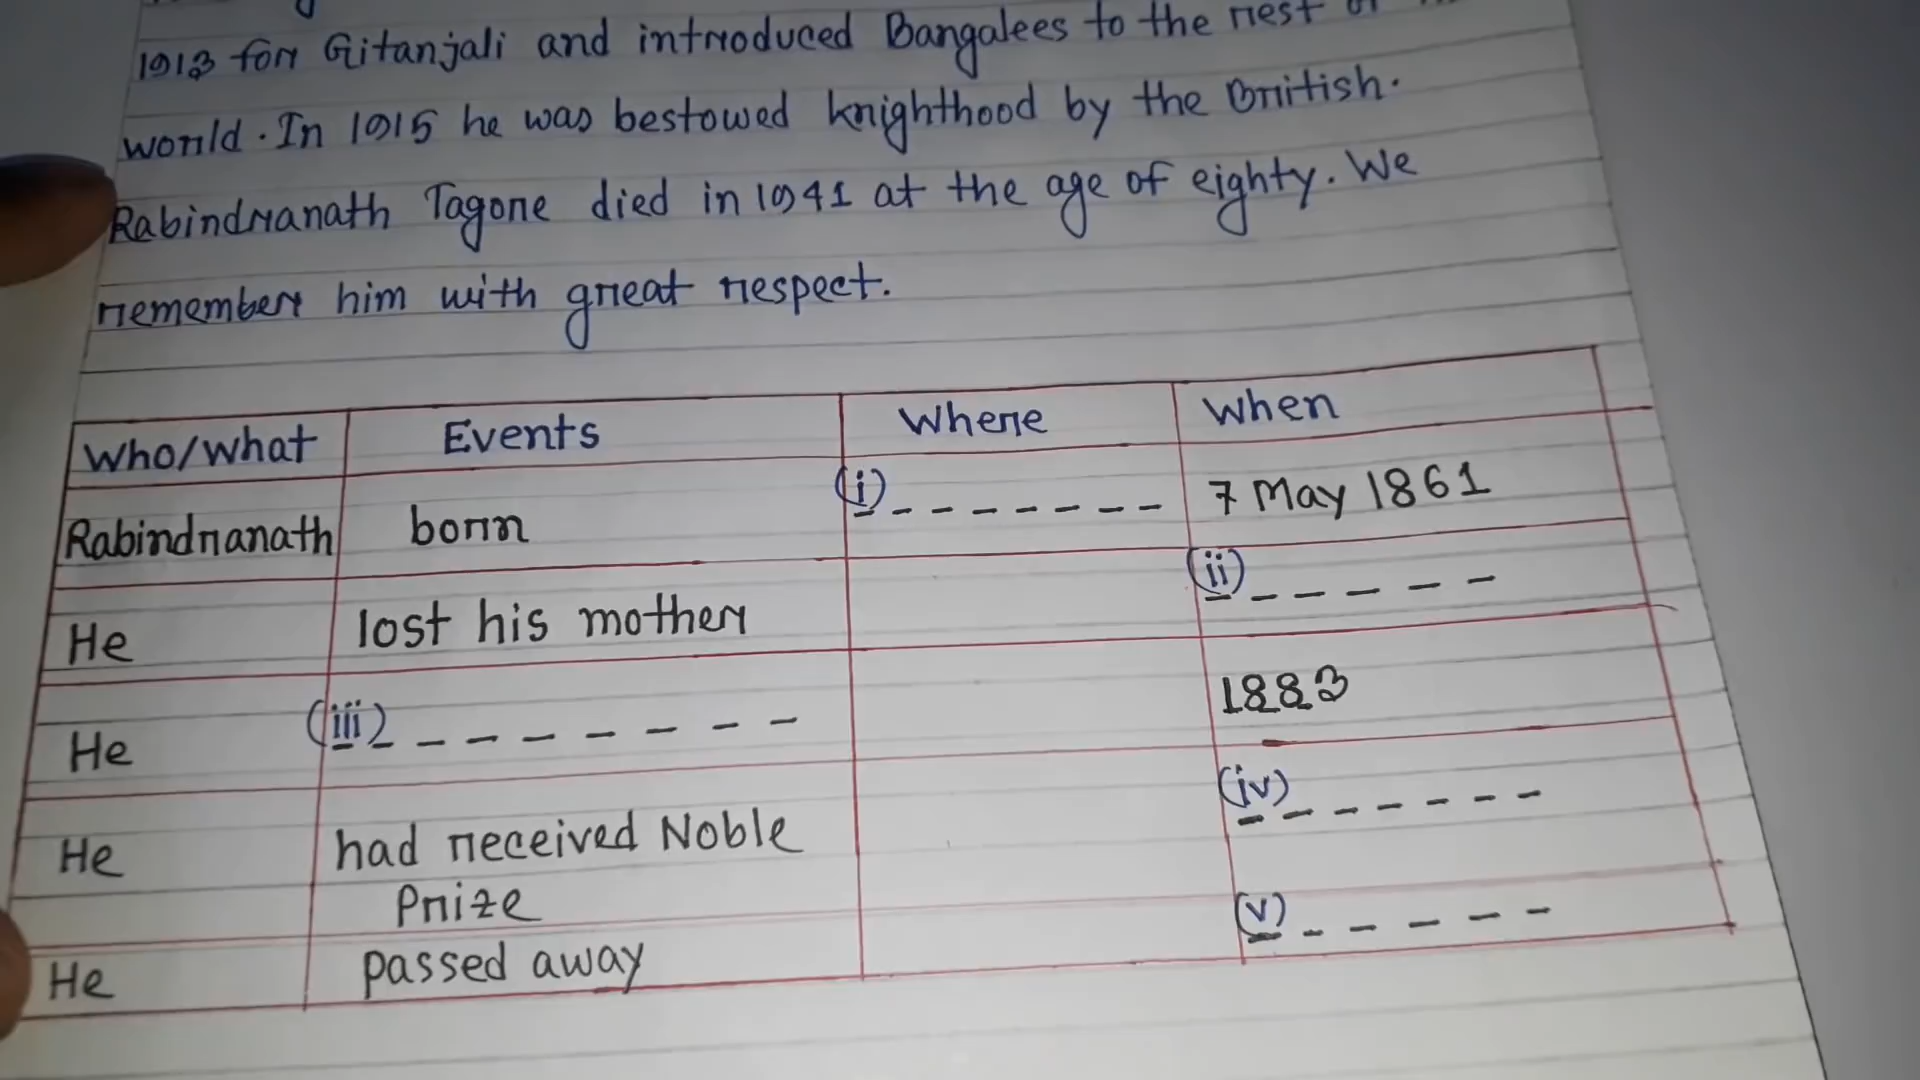 1913 for Gitanjali and introduced Bangalees to the rest
world. In 1915 he was bestowed knighthood by the British.
Rabindranath Tagore died in 1941 at the age of eighty. We
remember him with great respect.
Who/What Events Where When
Rabindranath born (i) _ _ _ _ _ _ _ 7 May 1861
He lost his mother (ii) _ _ _ _ _
He (iii) _ _ _ _ _ _ _ _ 1883
He had received Noble Prize (iv) _ _ _ _ _ _
He passed away (v) _ _ _ _ _